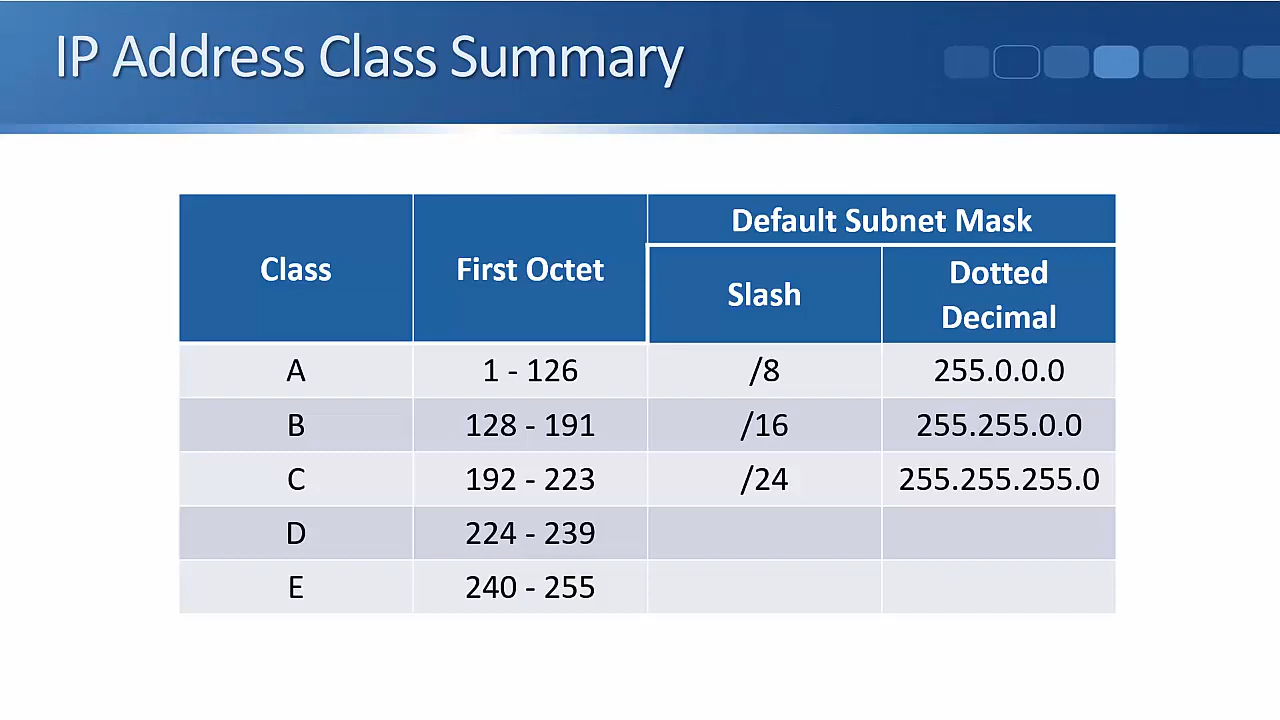 IP Address Class Summary
Class First Octet Default Subnet Mask
Slash Dotted
Decimal
A 1 - 126 /8 255.0.0.0
B 128 - 191 /16 255.255.0.0
C 192 - 223 /24 255.255.255.0
D 224 - 239
E 240 - 255